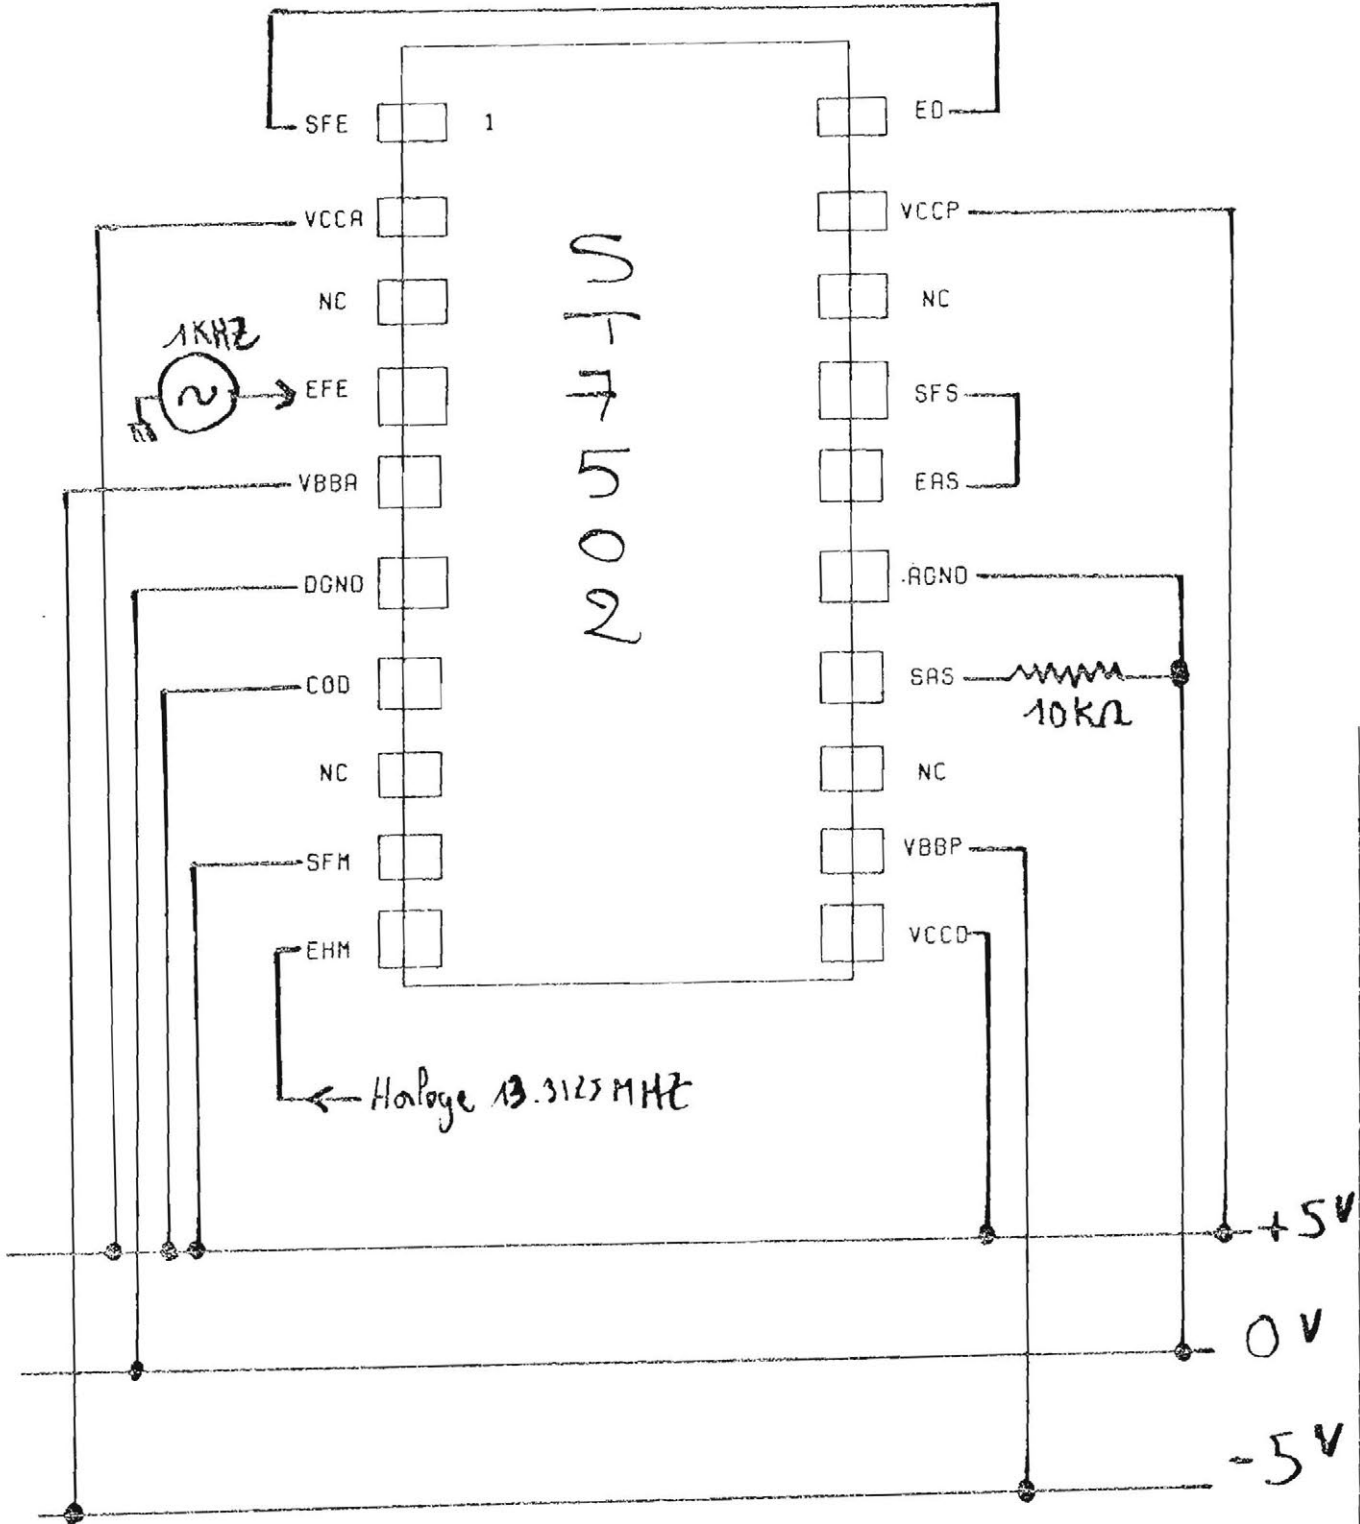 SFE
1
ED
VCCA
VCCP
NC
NC
1KHZ
EFE
SFS
VBBA
EAS
DGND
AGND
COD
SAS
10KΩ
NC
NC
SFM
VBBP
EHM
VCCD
S
T
7
5
0
2
Horloge 13.3125 MHZ
+5V
0V
-5V